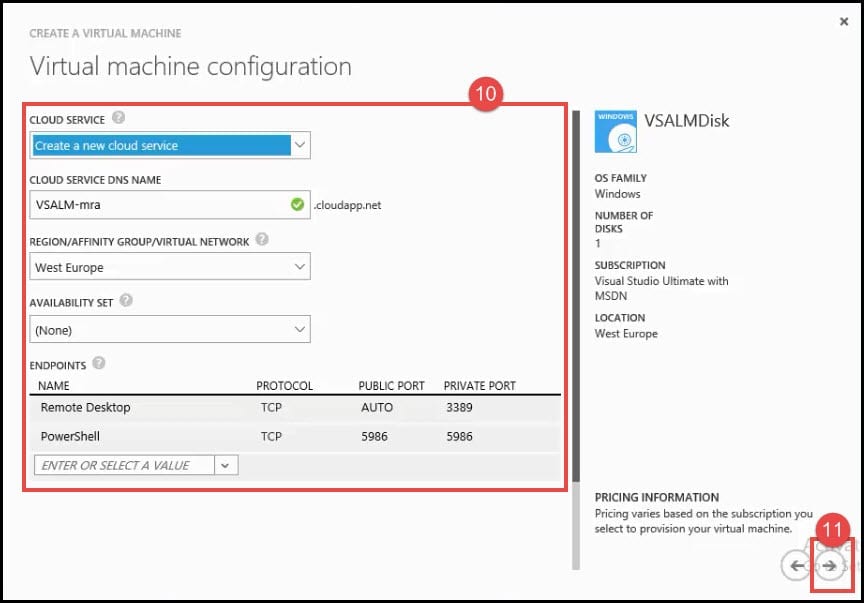 CREATE A VIRTUAL MACHINE
Virtual machine configuration
10
CLOUD SERVICE ?
Create a new cloud service
CLOUD SERVICE DNS NAME
VSALM-mra .cloudapp.net
REGION/AFFINITY GROUP/VIRTUAL NETWORK ?
West Europe
AVAILABILITY SET ?
(None)
ENDPOINTS ?
NAME PROTOCOL PUBLIC PORT PRIVATE PORT
Remote Desktop TCP AUTO 3389
PowerShell TCP 5986 5986
ENTER OR SELECT A VALUE
WINDOWS
VSALMDisk
OS FAMILY
Windows
NUMBER OF
DISKS
1
SUBSCRIPTION
Visual Studio Ultimate with
MSDN
LOCATION
West Europe
PRICING INFORMATION
Pricing varies based on the subscription you
select to provision your virtual machine.
11